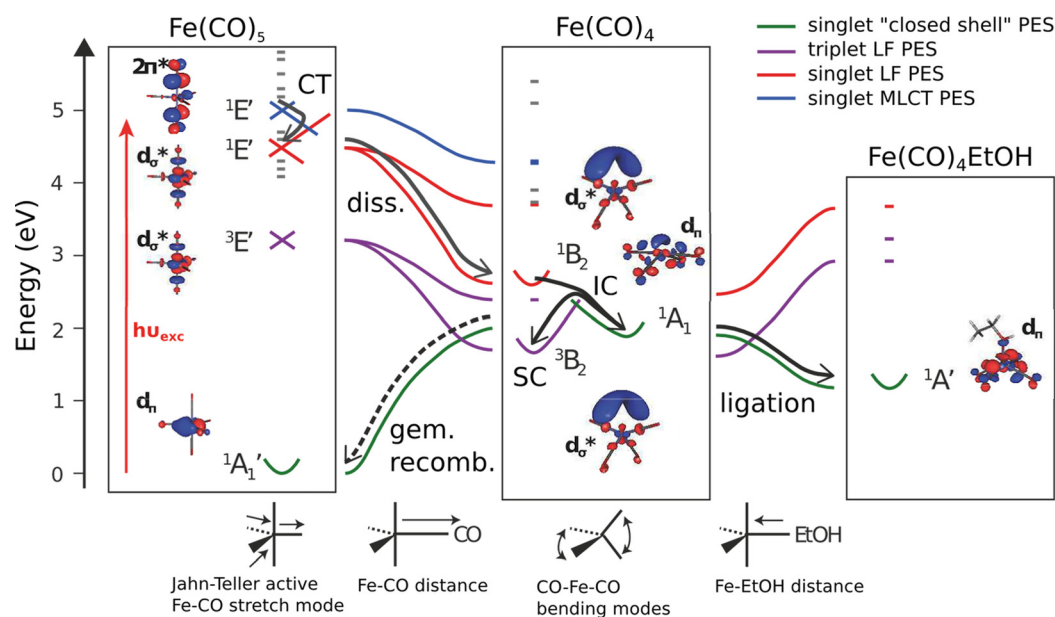 Fe(CO)₅
Fe(CO)₄
singlet "closed shell" PES
triplet LF PES
singlet LF PES
singlet MLCT PES
Fe(CO)₄EtOH
Energy (eV)
5
4
3
2
1
0
hυexc
2π*
dσ*
dσ*
dπ
CT
¹E'
¹E'
³E'
¹A₁'
diss.
gem.
recomb.
dσ*
dπ
¹B₂
IC
¹A₁
³B₂
SC
dσ*
ligation
dπ
¹A'
CO
EtOH
Jahn-Teller active
Fe-CO stretch mode
Fe-CO distance
CO-Fe-CO
bending modes
Fe-EtOH distance